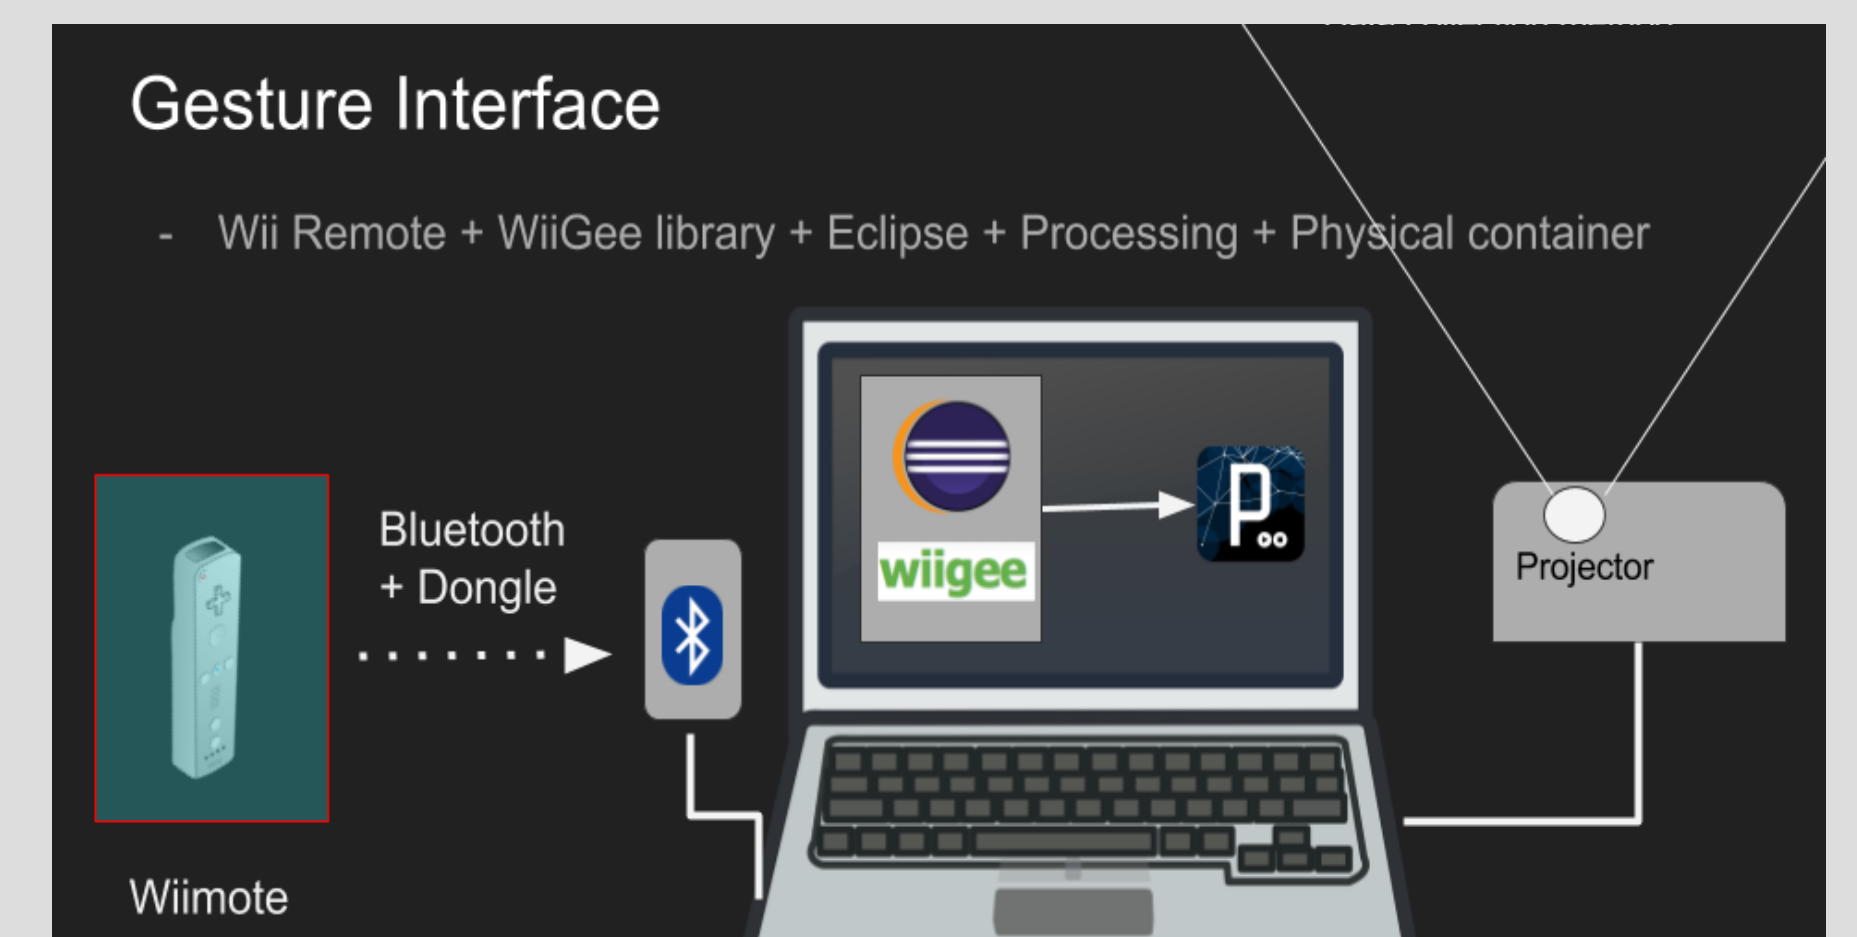 Gesture Interface
- Wii Remote + WiiGee library + Eclipse + Processing + Physical container
Bluetooth
+ Dongle
wiigee
P
Projector
Wiimote